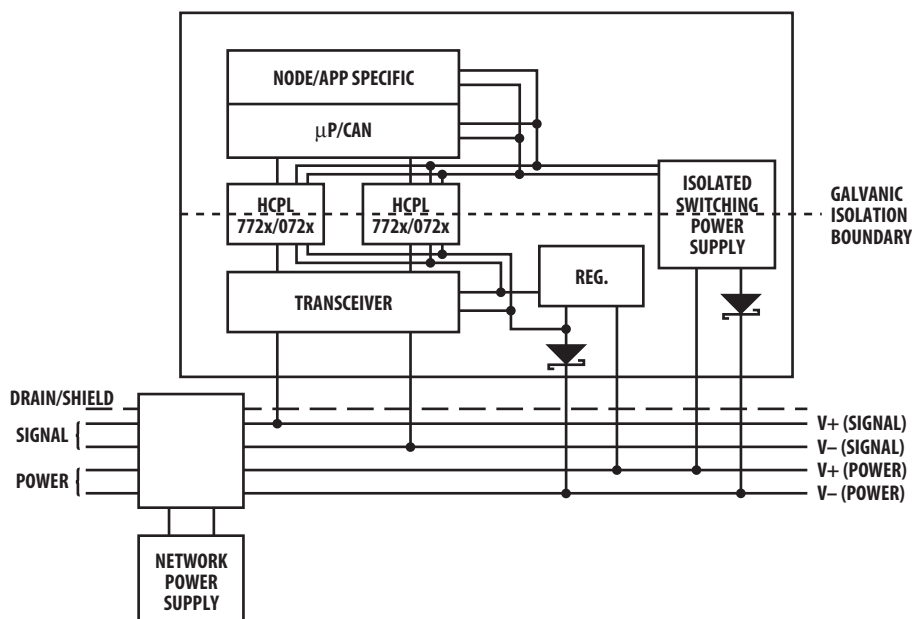 NODE/APP SPECIFIC
μP/CAN
HCPL
772x/072x
HCPL
772x/072x
ISOLATED
SWITCHING
POWER
SUPPLY
GALVANIC
ISOLATION
BOUNDARY
REG.
TRANSCEIVER
DRAIN/SHIELD
SIGNAL
POWER
V+ (SIGNAL)
V– (SIGNAL)
V+ (POWER)
V– (POWER)
NETWORK
POWER
SUPPLY